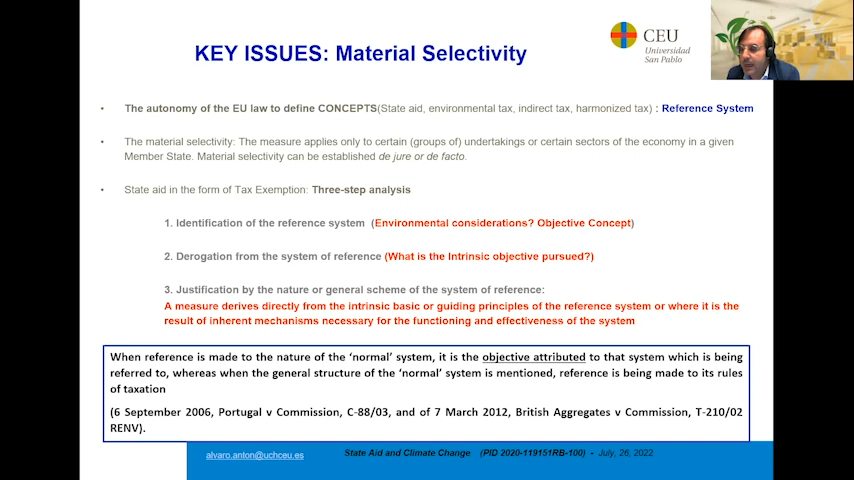 KEY ISSUES: Material Selectivity
CEU
Universidad
San Pablo
• The autonomy of the EU law to define CONCEPTS(State aid, environmental tax, indirect tax, harmonized tax) : Reference System
• The material selectivity: The measure applies only to certain (groups of) undertakings or certain sectors of the economy in a given
Member State. Material selectivity can be established de jure or de facto.
• State aid in the form of Tax Exemption: Three-step analysis
1. Identification of the reference system (Environmental considerations? Objective Concept)
2. Derogation from the system of reference (What is the Intrinsic objective pursued?)
3. Justification by the nature or general scheme of the system of reference:
A measure derives directly from the intrinsic basic or guiding principles of the reference system or where it is the
result of inherent mechanisms necessary for the functioning and effectiveness of the system
When reference is made to the nature of the ‘normal’ system, it is the objective attributed to that system which is being
referred to, whereas when the general structure of the ‘normal’ system is mentioned, reference is being made to its rules
of taxation
(6 September 2006, Portugal v Commission, C-88/03, and of 7 March 2012, British Aggregates v Commission, T-210/02
RENV).
alvaro.anton@uchceu.es
State Aid and Climate Change (PID 2020-119151RB-100) - July, 26, 2022